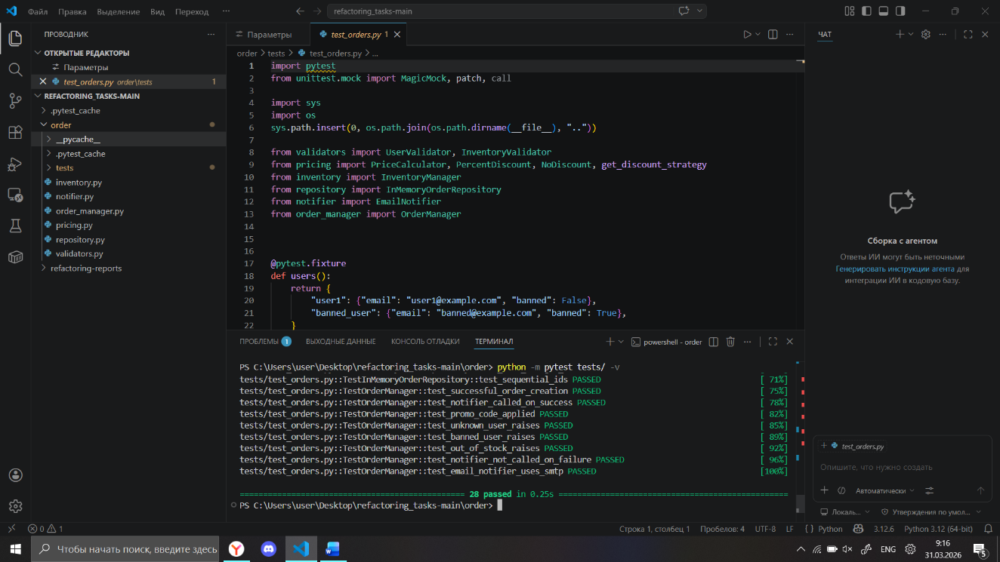 Файл Правка Выделение Вид Переход ···
refactoring_tasks-main
ПРОВОДНИК
ОТКРЫТЫЕ РЕДАКТОРЫ
Параметры
test_orders.py order\tests 1
REFACTORING_TASKS-MAIN
.pytest_cache
order
__pycache__
.pytest_cache
tests
inventory.py
notifier.py
order_manager.py
pricing.py
repository.py
validators.py
refactoring-reports
Параметры
test_orders.py 1
order > tests > test_orders.py > ...
1 import pytest
2 from unittest.mock import MagicMock, patch, call
3
4 import sys
5 import os
6 sys.path.insert(0, os.path.join(os.path.dirname(__file__), ".."))
7
8 from validators import UserValidator, InventoryValidator
9 from pricing import PriceCalculator, PercentDiscount, NoDiscount, get_discount_strategy
10 from inventory import InventoryManager
11 from repository import InMemoryOrderRepository
12 from notifier import EmailNotifier
13 from order_manager import OrderManager
14
15
16
17 @pytest.fixture
18 def users():
19 return {
20 "user1": {"email": "user1@example.com", "banned": False},
21 "banned_user": {"email": "banned@example.com", "banned": True},
22 }
ПРОБЛЕМЫ 1 ВЫХОДНЫЕ ДАННЫЕ КОНСОЛЬ ОТЛАДКИ ТЕРМИНАЛ
powershell - order
PS C:\Users\user\Desktop\refactoring_tasks-main\order> python -m pytest tests/ -v
tests/test_orders.py::TestInMemoryOrderRepository::test_sequential_ids PASSED [ 71%]
tests/test_orders.py::TestOrderManager::test_successful_order_creation PASSED [ 75%]
tests/test_orders.py::TestOrderManager::test_notifier_called_on_success PASSED [ 78%]
tests/test_orders.py::TestOrderManager::test_promo_code_applied PASSED [ 82%]
tests/test_orders.py::TestOrderManager::test_unknown_user_raises PASSED [ 85%]
tests/test_orders.py::TestOrderManager::test_banned_user_raises PASSED [ 89%]
tests/test_orders.py::TestOrderManager::test_out_of_stock_raises PASSED [ 92%]
tests/test_orders.py::TestOrderManager::test_notifier_not_called_on_failure PASSED [ 96%]
tests/test_orders.py::TestOrderManager::test_email_notifier_uses_smtp PASSED [100%]
28 passed in 0.25s
PS C:\Users\user\Desktop\refactoring_tasks-main\order>
ЧАТ
Сборка с агентом
Ответы ИИ могут быть неточными
Генерировать инструкции агента для
интеграции ИИ в кодовую базу.
test_orders.py
Опишите, что нужно создать
Автоматически
Локаль...
Утверждения по умол...
0 1
Строка 1, столбец 1 Пробелов: 4 UTF-8 LF { } Python 3.12.6 Python 3.12 (64-bit)
Чтобы начать поиск, введите здесь
ENG
9:16
31.03.2026
5